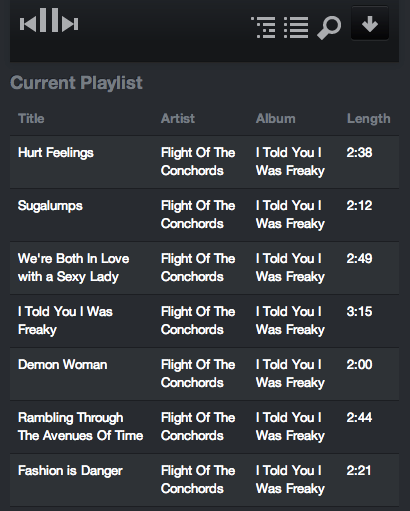 Current Playlist
Title Artist Album Length
Hurt Feelings Flight Of The I Told You I 2:38
Conchords Was Freaky
Sugalumps Flight Of The I Told You I 2:12
Conchords Was Freaky
We're Both In Love Flight Of The I Told You I 2:49
with a Sexy Lady Conchords Was Freaky
I Told You I Was Flight Of The I Told You I 3:15
Freaky Conchords Was Freaky
Demon Woman Flight Of The I Told You I 2:00
Conchords Was Freaky
Rambling Through Flight Of The I Told You I 2:44
The Avenues Of Time Conchords Was Freaky
Fashion is Danger Flight Of The I Told You I 2:21
Conchords Was Freaky